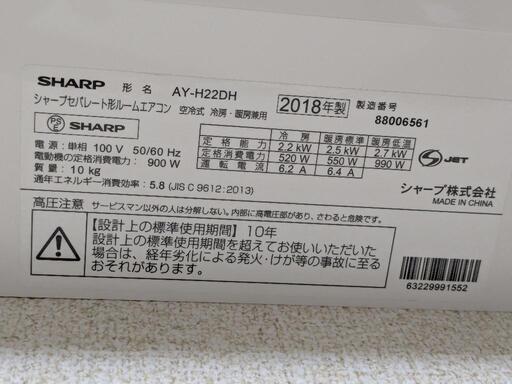 SHARP 形名 AY-H22DH
シャープセパレート形ルームエアコン 空冷式 冷房・暖房兼用
2018年製 製造番号
88006561
PS E SHARP
電源:単相 100 V 50/60 Hz
電動機の定格消費電力: 900 W
質量:10 kg
通年エネルギー消費効率:5.8 (JIS C 9612:2013)
冷房 暖房標準 暖房低温
定格能力 2.2 kW 2.5 kW 2.7 kW
定格消費電力 520 W 550 W 990 W
運転電流 6.2 A 6.4 A
S JET
シャープ株式会社
MADE IN CHINA
高圧注意 サービスマン以外の人は分解しない。内部に高電圧部があり、さわると危険です。
【設計上の標準使用期間】10年
設計上の標準使用期間を超えてお使いいただいた
場合は、経年劣化による発火・けが等の事故に至る
おそれがあります。
63229991552